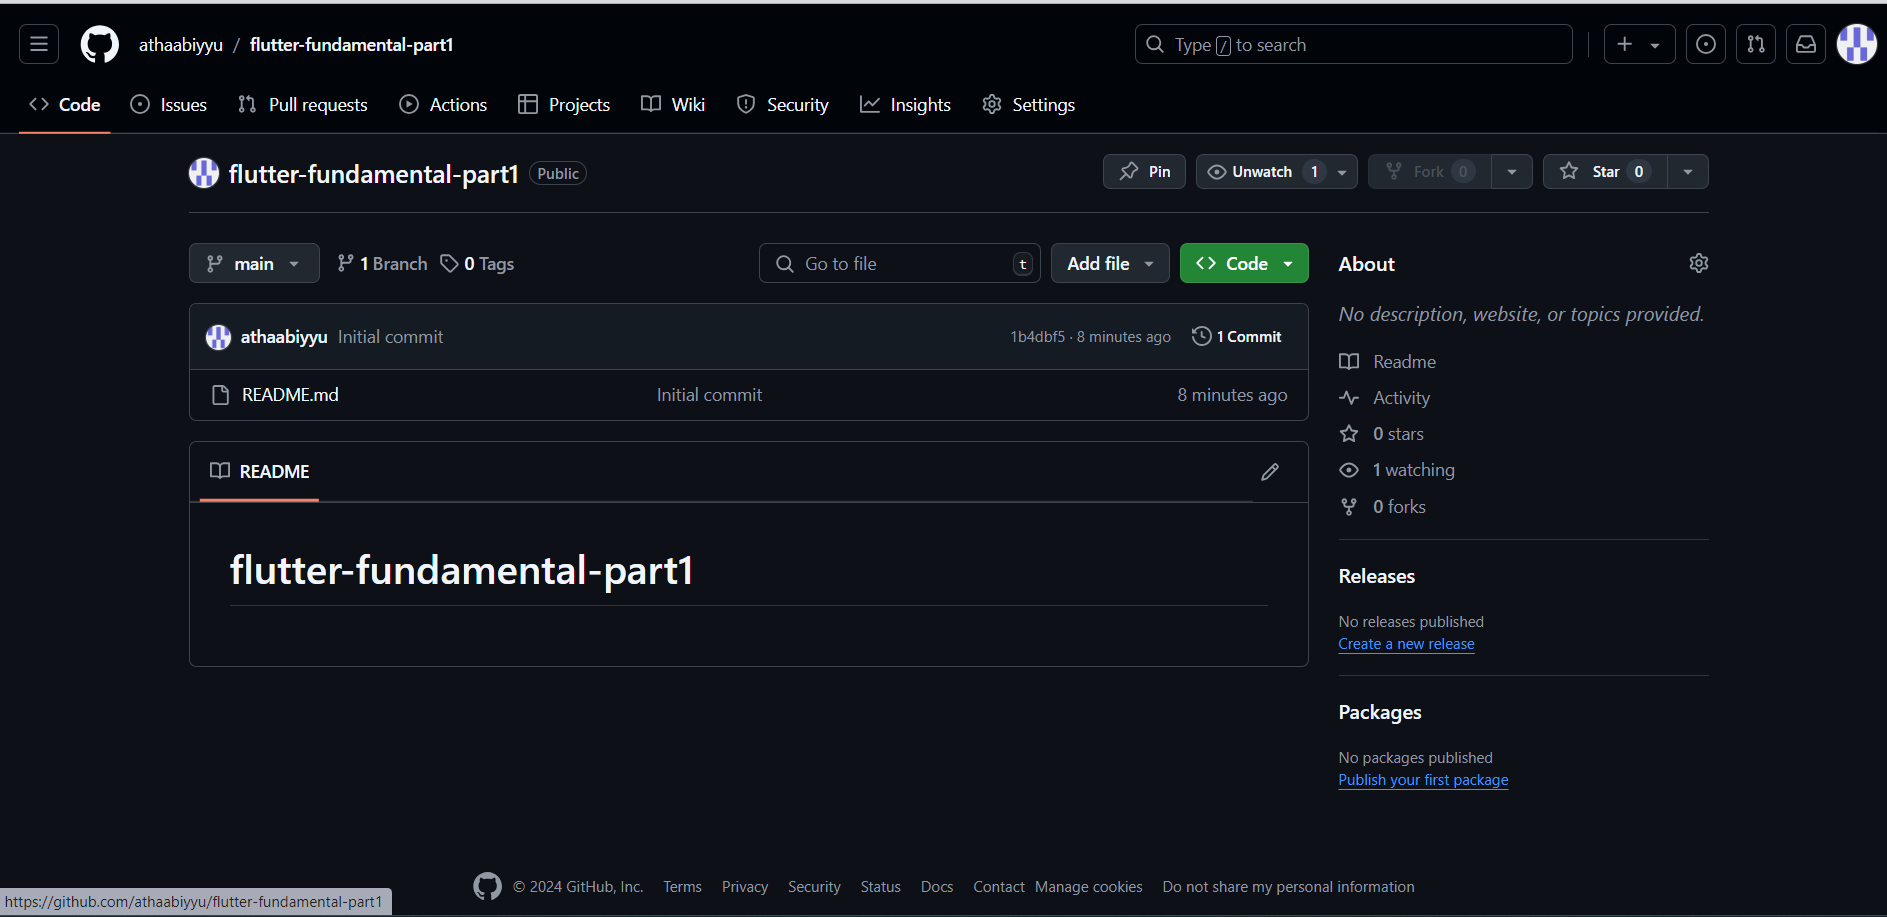 athaabiyyu / flutter-fundamental-part1
Type / to search
Code Issues Pull requests Actions Projects Wiki Security Insights Settings
flutter-fundamental-part1 Public
Pin Unwatch 1 Fork 0 Star 0
main 1 Branch 0 Tags Go to file t Add file Code
athaabiyyu Initial commit 1b4dbf5 · 8 minutes ago 1 Commit
README.md Initial commit 8 minutes ago
README
flutter-fundamental-part1
About
No description, website, or topics provided.
Readme
Activity
0 stars
1 watching
0 forks
Releases
No releases published
Create a new release
Packages
No packages published
Publish your first package
© 2024 GitHub, Inc. Terms Privacy Security Status Docs Contact Manage cookies Do not share my personal information
https://github.com/athaabiyyu/flutter-fundamental-part1